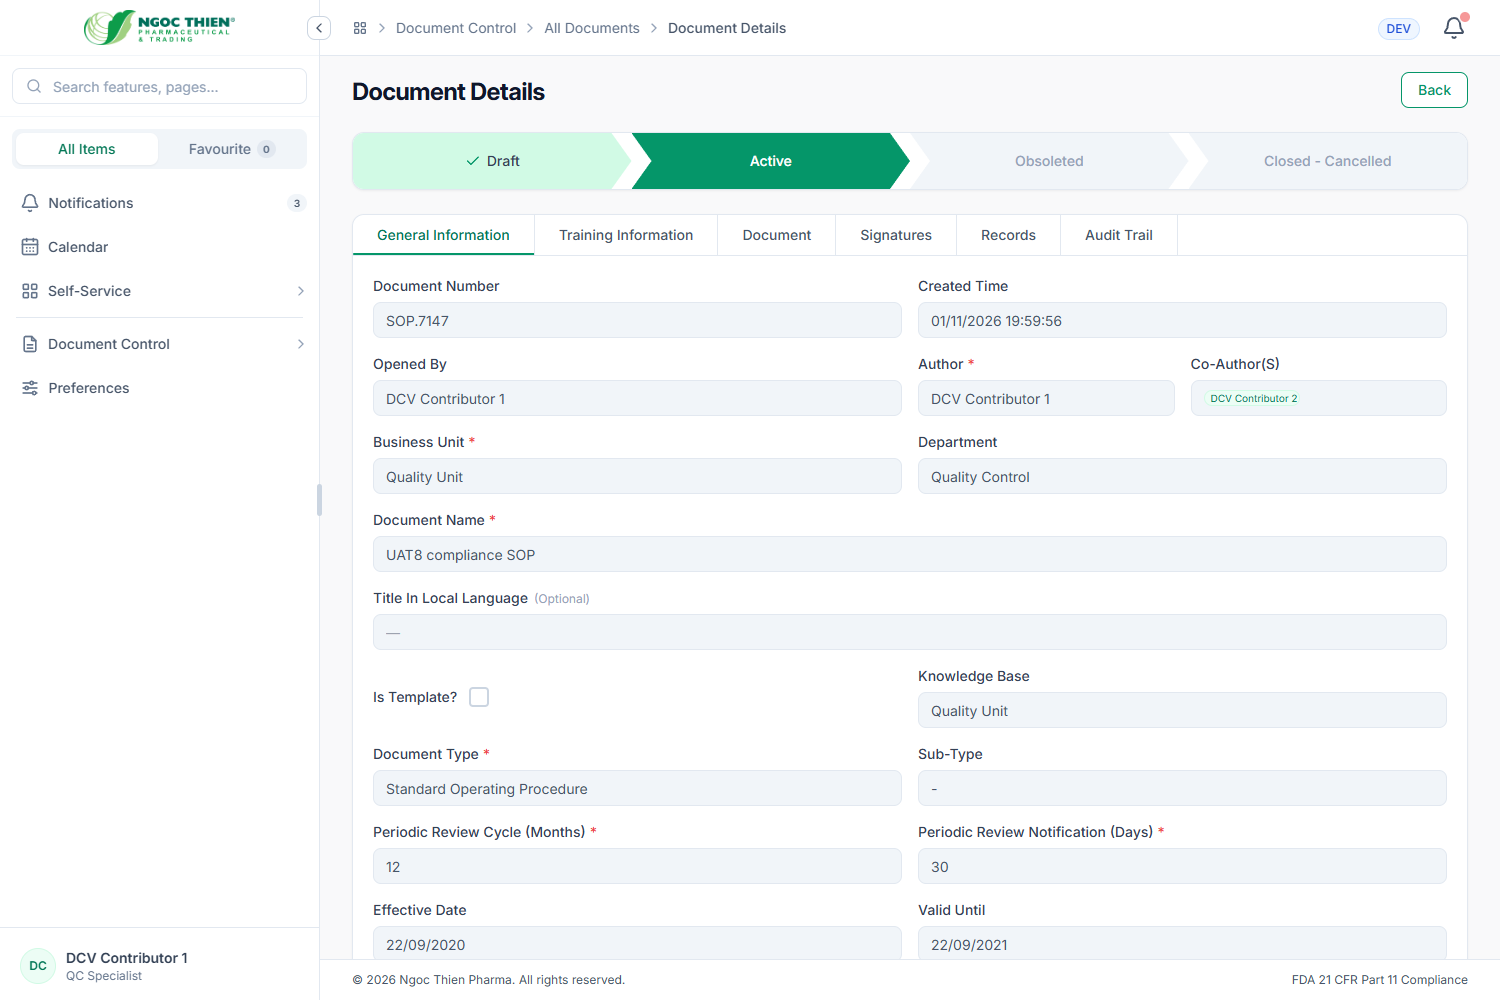 NGOC THIEN®
PHARMACEUTICAL
& TRADING
Document Control
All Documents
Document Details
DEV
Search features, pages...
All Items
Favourite 0
Notifications 3
Calendar
Self-Service
Document Control
Preferences
DC
DCV Contributor 1
QC Specialist
Document Details
Back
Draft
Active
Obsoleted
Closed - Cancelled
General Information
Training Information
Document
Signatures
Records
Audit Trail
Document Number
SOP.7147
Created Time
01/11/2026 19:59:56
Opened By
DCV Contributor 1
Author *
DCV Contributor 1
Co-Author(S)
DCV Contributor 2
Business Unit *
Quality Unit
Department
Quality Control
Document Name *
UAT8 compliance SOP
Title In Local Language (Optional)
—
Is Template?
Knowledge Base
Quality Unit
Document Type *
Standard Operating Procedure
Sub-Type
-
Periodic Review Cycle (Months) *
12
Periodic Review Notification (Days) *
30
Effective Date
22/09/2020
Valid Until
22/09/2021
© 2026 Ngoc Thien Pharma. All rights reserved.
FDA 21 CFR Part 11 Compliance